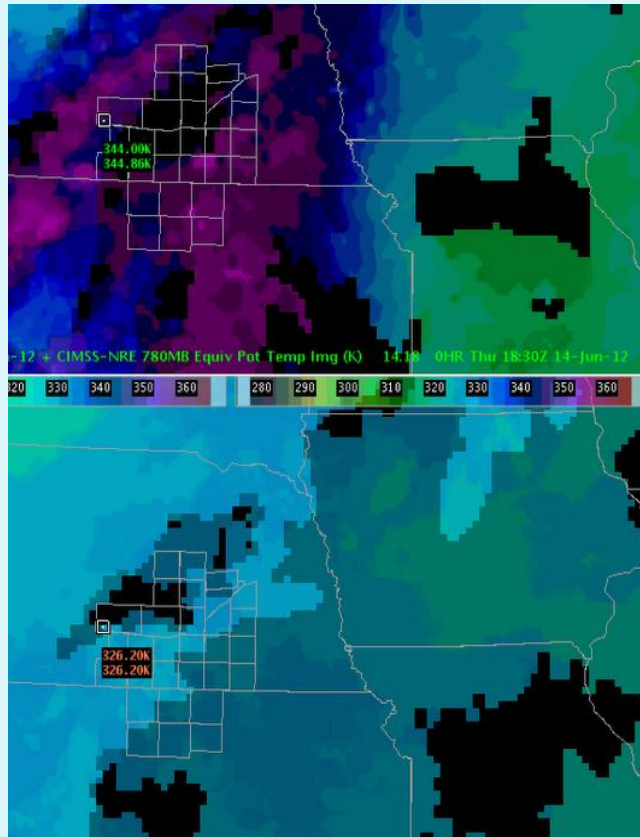 344.00K
344.86K
-12 + CIMSS-NRE 780MB Equiv Pot Temp Img (K) 14.18 0HR Thu 18:30Z 14-Jun-12
320 330 340 350 360 280 290 300 310 320 330 340 350 360
326.20K
326.20K